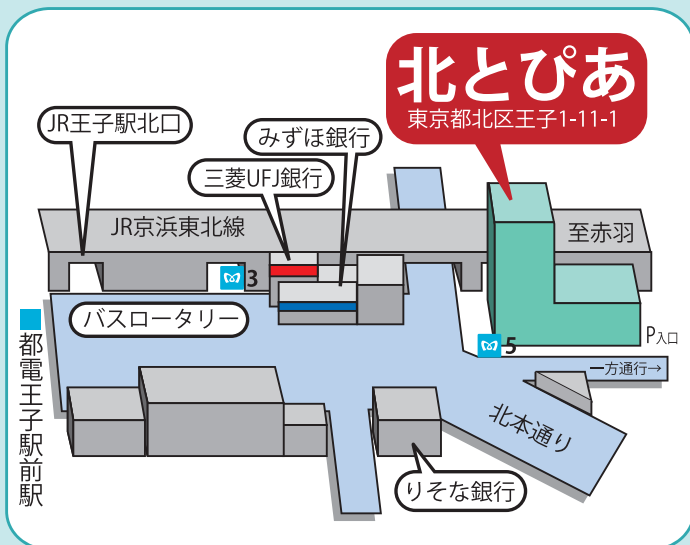 北とぴあ
東京都北区王子1-11-1
JR王子駅北口
みずほ銀行
三菱UFJ銀行
JR京浜東北線
至赤羽
3
バスロータリー
都電王子駅前駅
5
P入口
一方通行→
北本通り
りそな銀行